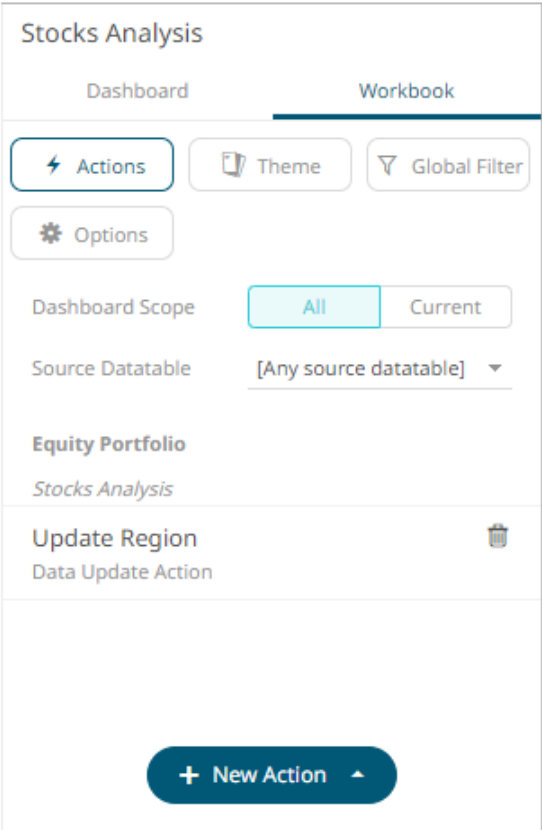 Stocks Analysis
Dashboard Workbook
Actions Theme Global Filter
Options
Dashboard Scope All Current
Source Datatable [Any source datatable]
Equity Portfolio
Stocks Analysis
Update Region
Data Update Action
+ New Action